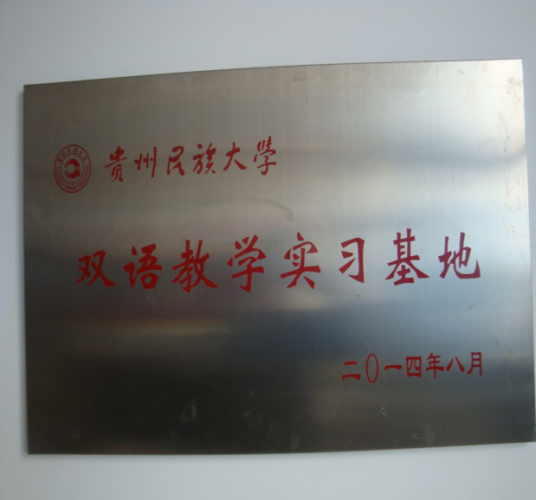 贵州民族大学
双语教学实习基地
二〇一四年八月